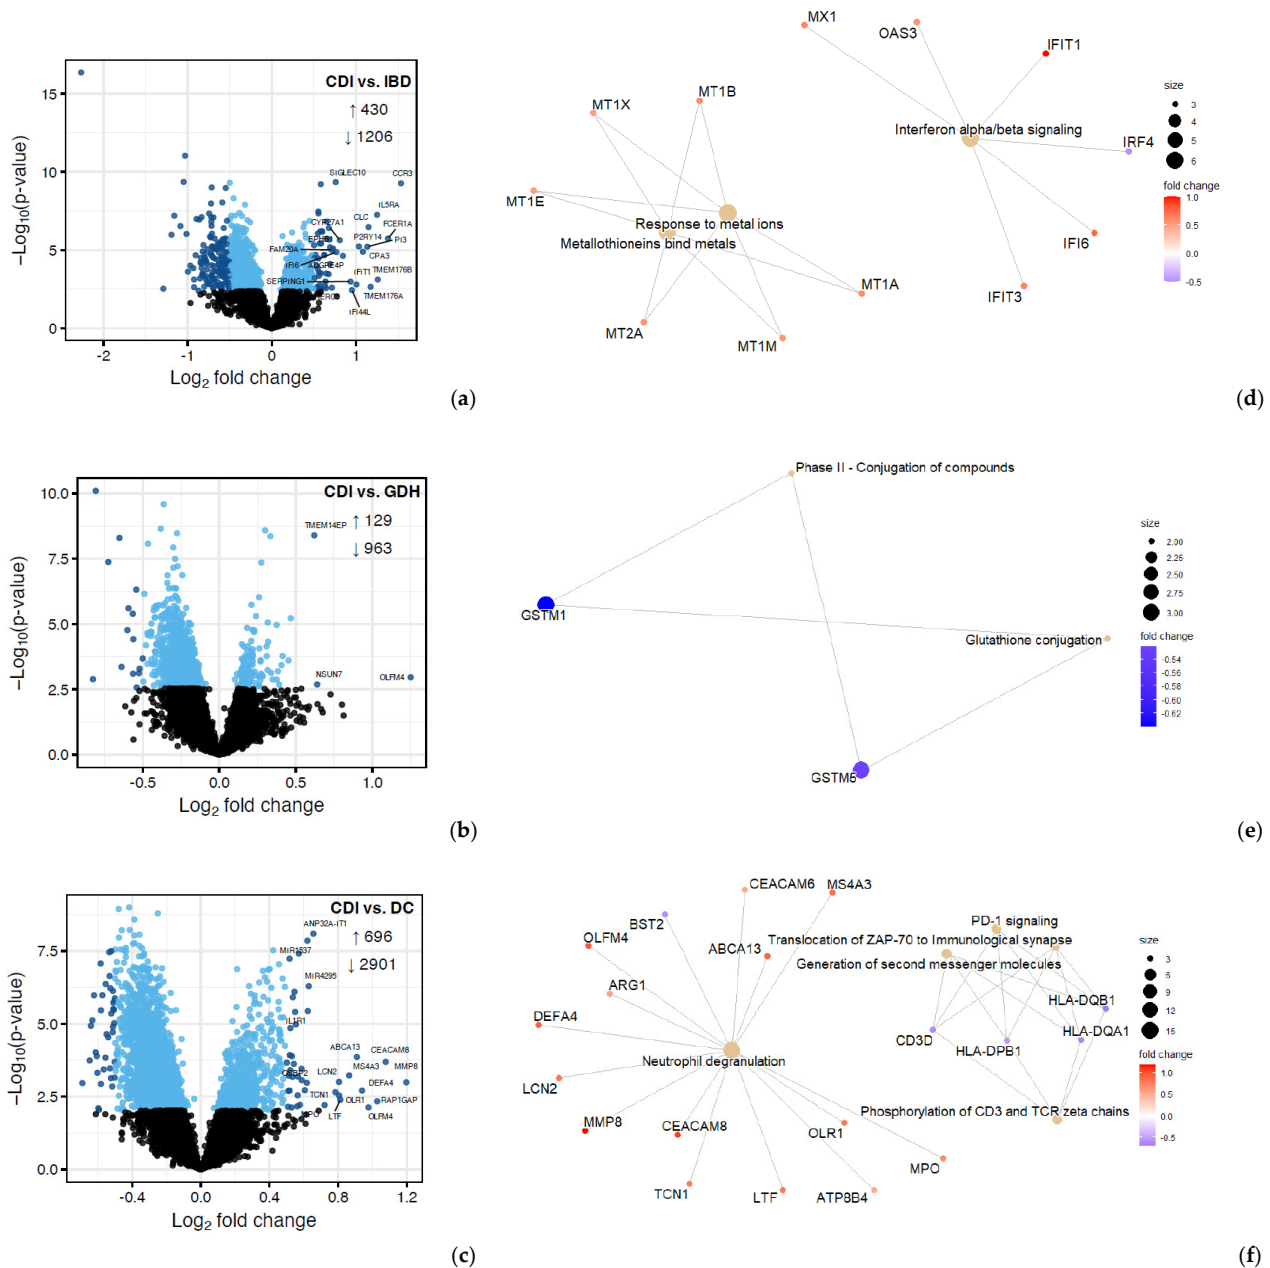 CDI vs. IBD
↑ 430
↓ 1206
SIGLEC10
CCR3
IL5RA
CLC
FCER1A
CYP27A1
P2RY14
PI3
EPHB1
FAM20A
CPA3
IFI6
ADGRE4P
IFIT1
TMEM176B
SERPING1
TMEM176A
IFI44L
15
10
5
0
-2
-1
0
1
−Log10(p-value)
Log2 fold change
(a)
MX1
OAS3
IFIT1
MT1X
MT1B
Interferon alpha/beta signaling
IRF4
MT1E
Response to metal ions
Metallothioneins bind metals
IFI6
MT1A
IFIT3
MT2A
MT1M
size
3
4
5
6
fold change
1.0
0.5
0.0
-0.5
(d)
CDI vs. GDH
↑ 129
↓ 963
TMEM14EP
NSUN7
OLFM4
10.0
7.5
5.0
2.5
0.0
-0.5
0.0
0.5
1.0
−Log10(p-value)
Log2 fold change
(b)
Phase II - Conjugation of compounds
GSTM1
Glutathione conjugation
GSTM5
size
2.00
2.25
2.50
2.75
3.00
fold change
-0.54
-0.56
-0.58
-0.60
-0.62
(e)
CDI vs. DC
↑ 696
↓ 2901
ANP32A-IT1
MIR1537
MIR4295
IL1R1
ABCA13
CEACAM8
LCN2
MS4A3
MMP8
DEFA4
TCN1
OLR1
RAP1GAP
MPO
LTF
OLFM4
7.5
5.0
2.5
0.0
-0.4
0.0
0.4
0.8
1.2
−Log10(p-value)
Log2 fold change
(c)
CEACAM6
MS4A3
BST2
PD-1 signaling
OLFM4
ABCA13
Translocation of ZAP-70 to Immunological synapse
Generation of second messenger molecules
ARG1
HLA-DQB1
DEFA4
HLA-DQA1
CD3D
HLA-DPB1
Neutrophil degranulation
LCN2
Phosphorylation of CD3 and TCR zeta chains
MMP8
CEACAM8
OLR1
MPO
TCN1
LTF
ATP8B4
size
3
6
9
12
15
fold change
1.0
0.5
0.0
-0.5
(f)